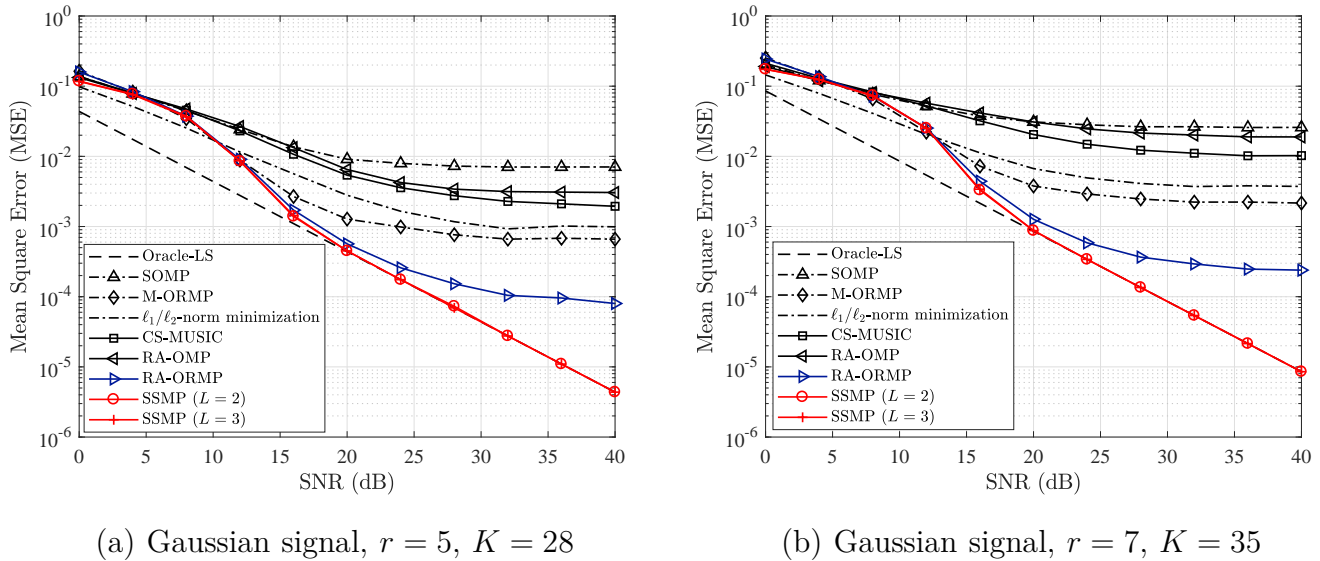 10^0
10^-1
10^-2
10^-3
10^-4
10^-5
10^-6
Mean Square Error (MSE)
Oracle-LS
SOMP
M-ORMP
ℓ1/ℓ2-norm minimization
CS-MUSIC
RA-OMP
RA-ORMP
SSMP (L = 2)
SSMP (L = 3)
0 5 10 15 20 25 30 35 40
SNR (dB)
(a) Gaussian signal, r = 5, K = 28
10^0
10^-1
10^-2
10^-3
10^-4
10^-5
10^-6
Mean Square Error (MSE)
Oracle-LS
SOMP
M-ORMP
ℓ1/ℓ2-norm minimization
CS-MUSIC
RA-OMP
RA-ORMP
SSMP (L = 2)
SSMP (L = 3)
0 5 10 15 20 25 30 35 40
SNR (dB)
(b) Gaussian signal, r = 7, K = 35